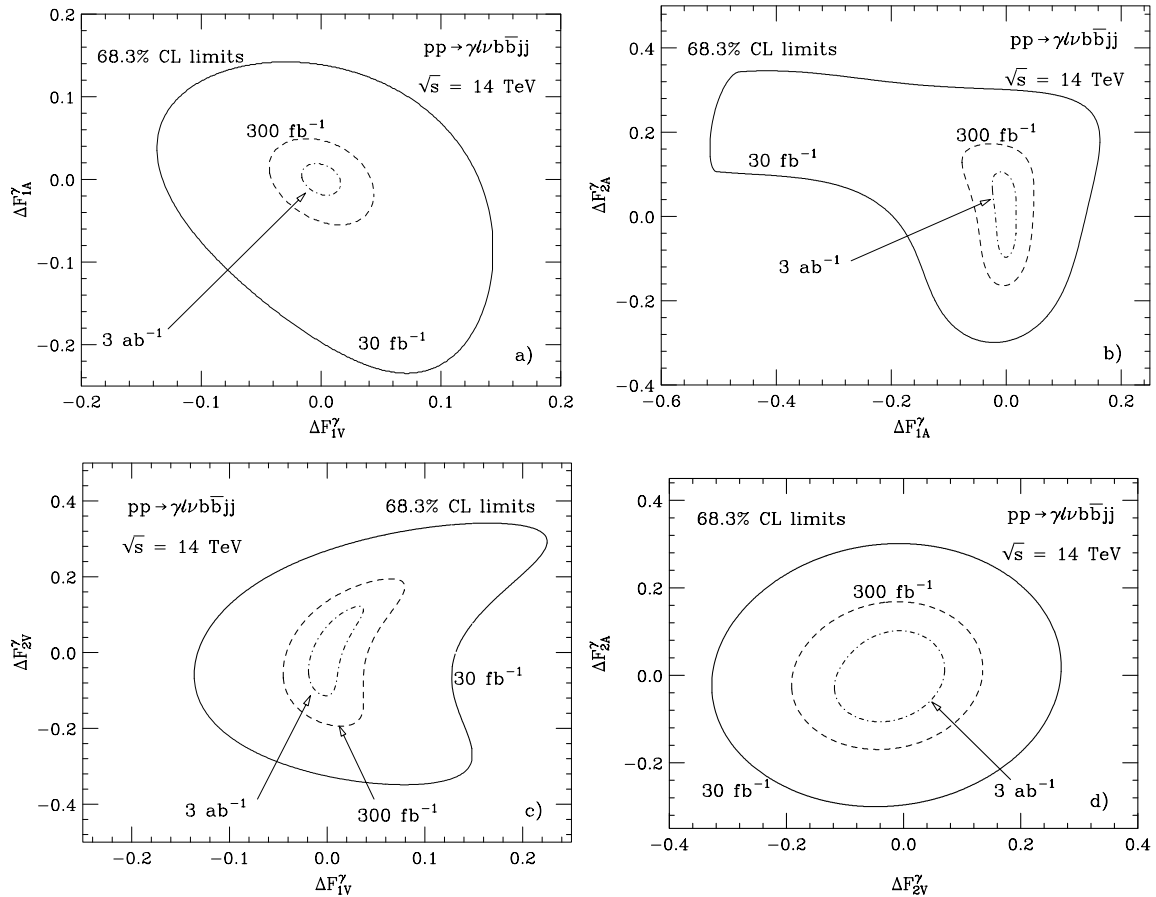 0.2
0.1
0.0
−0.1
−0.2
ΔF^γ_1A
68.3% CL limits
pp→γlνbb̅jj
√s = 14 TeV
300 fb⁻¹
3 ab⁻¹
30 fb⁻¹
a)
−0.2 −0.1 0.0 0.1 0.2
ΔF^γ_1V
0.4
0.2
0.0
−0.2
−0.4
ΔF^γ_2A
68.3% CL limits
pp→γlνbb̅jj
√s = 14 TeV
300 fb⁻¹
30 fb⁻¹
3 ab⁻¹
b)
−0.6 −0.4 −0.2 0.0 0.2
ΔF^γ_1A
0.4
0.2
0.0
−0.2
−0.4
ΔF^γ_2V
pp→γlνbb̅jj
68.3% CL limits
√s = 14 TeV
30 fb⁻¹
3 ab⁻¹
300 fb⁻¹
c)
−0.2 −0.1 0.0 0.1 0.2
ΔF^γ_1V
0.4
0.2
0.0
−0.2
ΔF^γ_2A
68.3% CL limits
pp→γlνbb̅jj
√s = 14 TeV
300 fb⁻¹
30 fb⁻¹
3 ab⁻¹
d)
−0.4 −0.2 0.0 0.2 0.4
ΔF^γ_2V